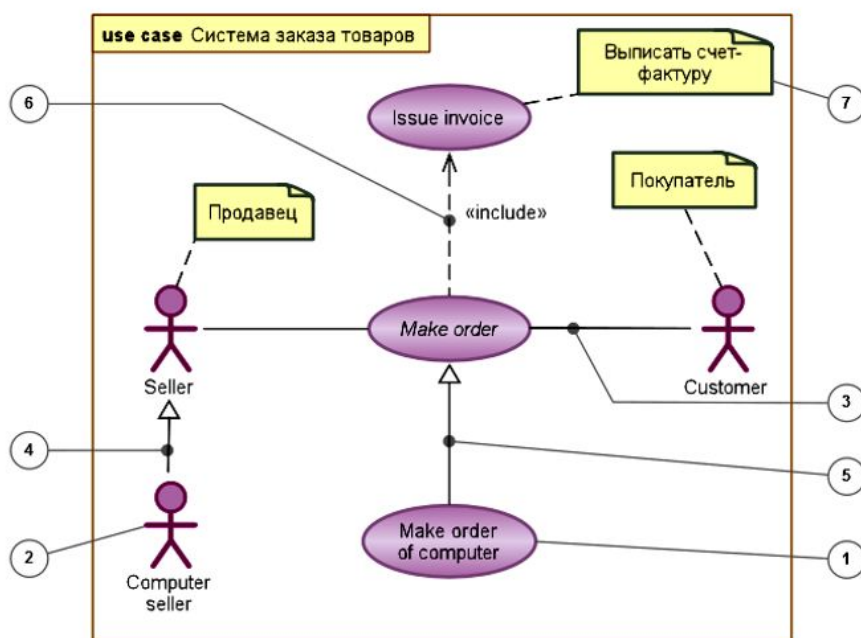 use case Система заказа товаров
Выписать счет-
фактуру
6
7
Issue invoice
Покупатель
Продавец
«include»
Make order
Seller
Customer
3
4
5
Make order
of computer
2
1
Computer
seller